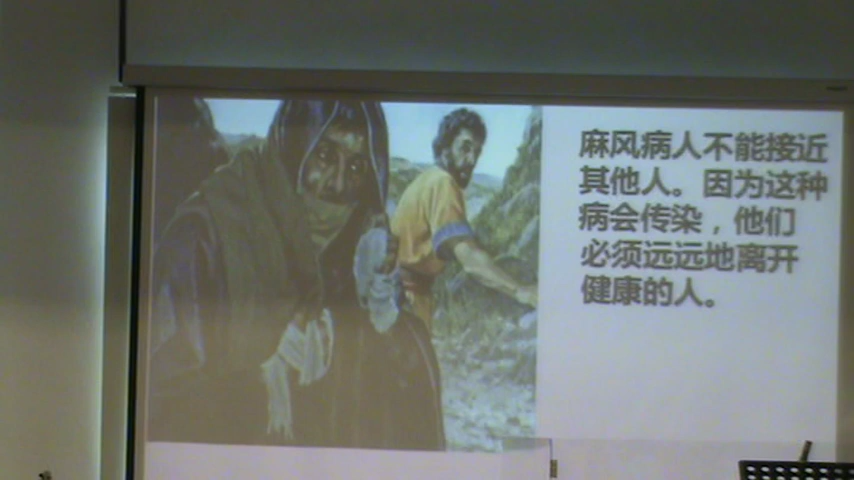 麻风病人不能接近
其他人。因为这种
病会传染，他们
必须远远地离开
健康的人。